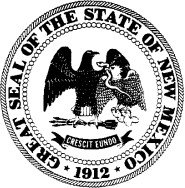 GREAT SEAL OF THE STATE OF NEW MEXICO
CRESCIT EUNDO
1912